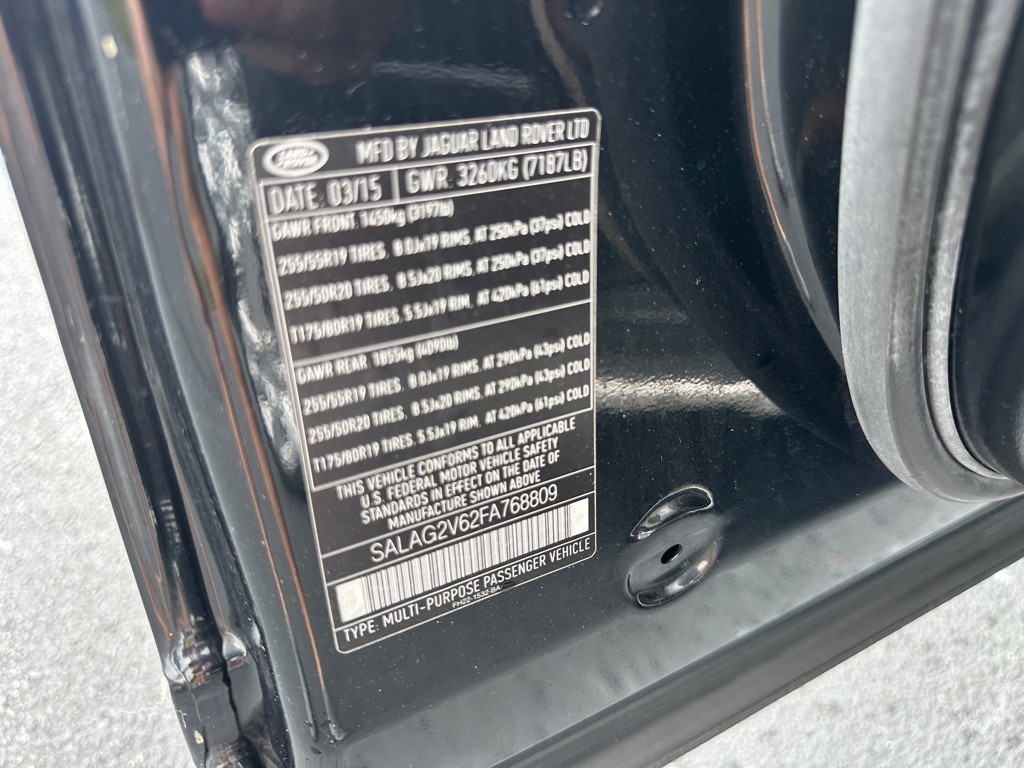 LAND ROVER
MFD BY JAGUAR LAND ROVER LTD
DATE: 03/15 GWR: 3260KG (7187LB)
GAWR FRONT: 1450kg (3197lb)
255/55R19 TIRES, 8.0Jx19 RIMS, AT 250kPa (37psi) COLD
255/50R20 TIRES, 8.5Jx20 RIMS, AT 250kPa (37psi) COLD
T175/80R19 TIRES, 5.5Jx19 RIM, AT 420kPa (61psi) COLD
GAWR REAR: 1855kg (4090lb)
255/55R19 TIRES, 8.0Jx19 RIMS, AT 290kPa (43psi) COLD
255/50R20 TIRES, 8.5Jx20 RIMS, AT 290kPa (43psi) COLD
T175/80R19 TIRES, 5.5Jx19 RIM, AT 420kPa (61psi) COLD
THIS VEHICLE CONFORMS TO ALL APPLICABLE
U.S. FEDERAL MOTOR VEHICLE SAFETY
STANDARDS IN EFFECT ON THE DATE OF
MANUFACTURE SHOWN ABOVE
SALAG2V62FA768809
TYPE: MULTI-PURPOSE PASSENGER VEHICLE
FH22-1532-BA